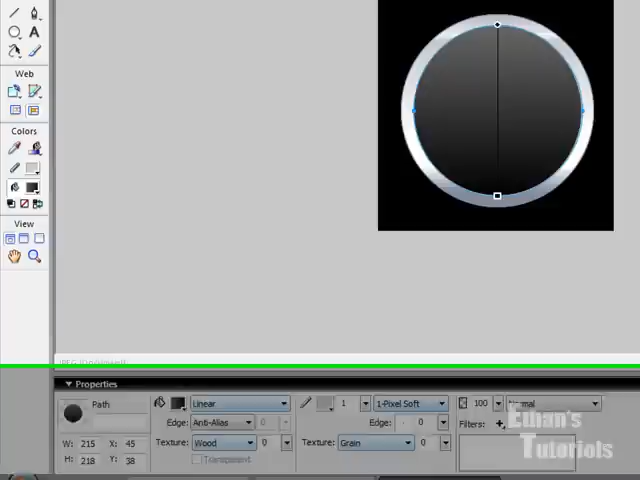 Web
Colors
View
Properties
Path
Linear
1
1-Pixel Soft
100
Normal
Edge: Anti-Alias 0
Edge: 0
Filters:
W: 215 X: 45
Texture: Wood 0
Texture: Grain 0
H: 218 Y: 38
Transparent
Ethan's
Tutoriols